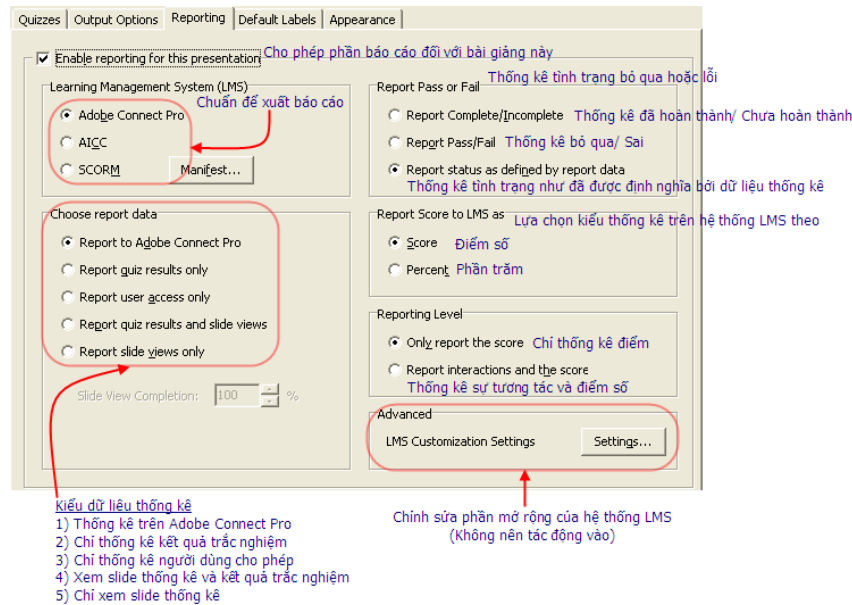 Quizzes Output Options Reporting Default Labels Appearance
Enable reporting for this presentation Cho phép phần báo cáo đối với bài giảng này
Learning Management System (LMS)
Chuẩn để xuất báo cáo
Adobe Connect Pro
AICC
SCORM Manifest...
Report Pass or Fail
Thống kê tình trạng bỏ qua hoặc lỗi
Report Complete/Incomplete Thống kê đã hoàn thành/ Chưa hoàn thành
Report Pass/Fail Thống kê bỏ qua/ Sai
Report status as defined by report data
Thống kê tình trạng như đã được định nghĩa bởi dữ liệu thống kê
Choose report data
Report to Adobe Connect Pro
Report quiz results only
Report user access only
Report quiz results and slide views
Report slide views only
Slide View Completion: 100 %
Report Score to LMS as
Lựa chọn kiểu thống kê trên hệ thống LMS theo
Score Điểm số
Percent Phần trăm
Reporting Level
Only report the score Chỉ thống kê điểm
Report interactions and the score
Thống kê sự tương tác và điểm số
Advanced
LMS Customization Settings Settings...
Kiểu dữ liêu thống kê
1) Thống kê trên Adobe Connect Pro
2) Chỉ thống kê kết quả trắc nghiệm
3) Chỉ thống kê người dùng cho phép
4) Xem slide thống kê và kết quả trắc nghiệm
5) Chỉ xem slide thống kê
Chỉnh sửa phần mở rộng của hệ thống LMS
(Không nên tác động vào)